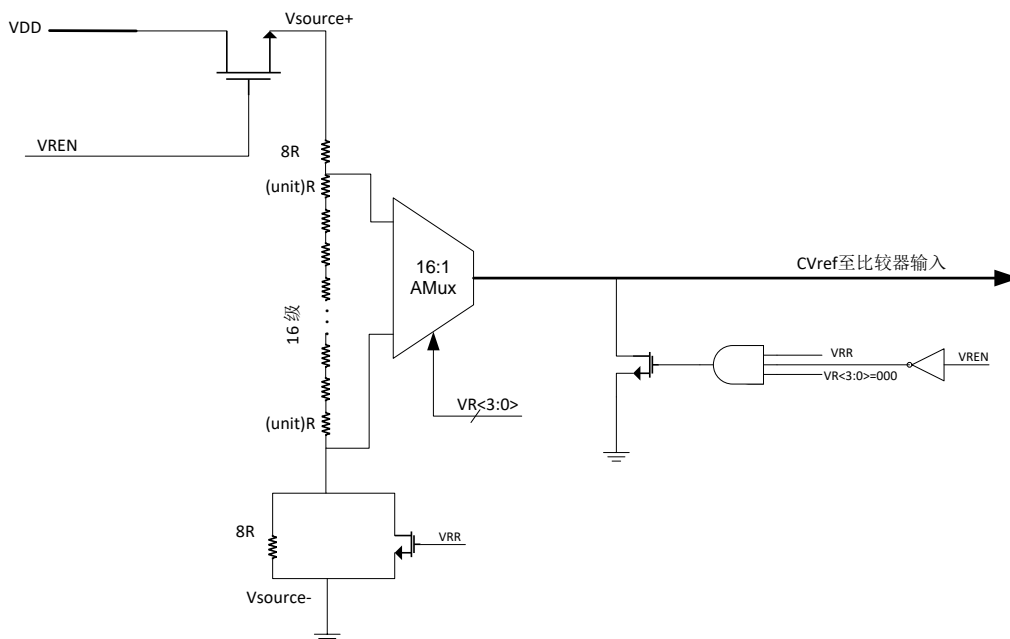 Vsource+
VDD
VREN
8R
(unit)R
16:1
AMux
CVref至比较器输入
16 级
VRR
VREN
VR<3:0>=000
VR<3:0>
(unit)R
8R
VRR
Vsource-